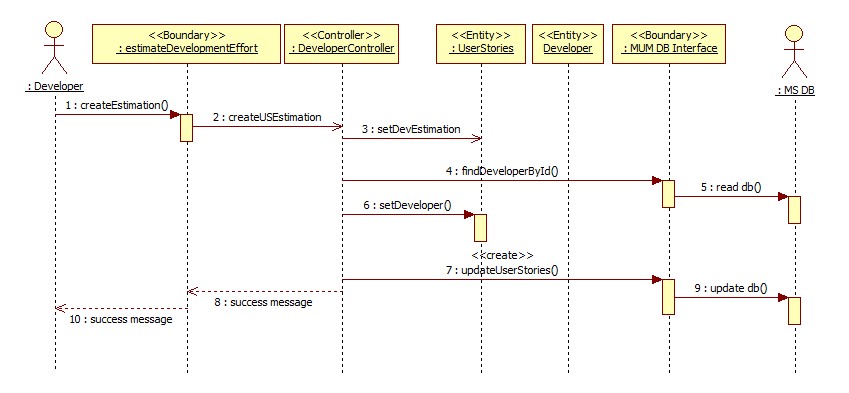 <<Boundary>>
: estimateDevelopmentEffort
<<Controller>>
: DeveloperController
<<Entity>>
: UserStories
<<Entity>>
Developer
<<Boundary>>
: MUM DB Interface
: Developer
: MS DB
1 : createEstimation()
2 : createUSEstimation
3 : setDevEstimation
4 : findDeveloperById()
5 : read db()
6 : setDeveloper()
<<create>>
7 : updateUserStories()
9 : update db()
8 : success message
10 : success message